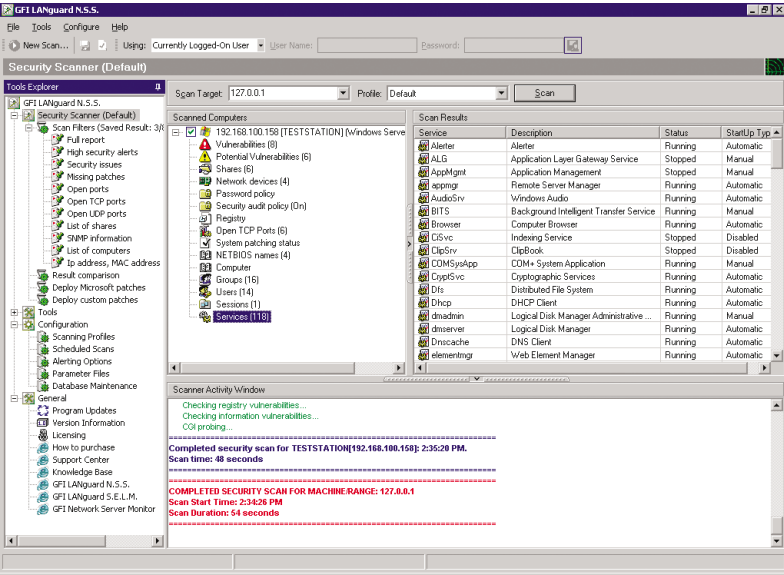 GFI LANguard N.S.S.
File Tools Configure Help
New Scan... Using: Currently Logged-On User User Name: Password:
Security Scanner (Default)
Tools Explorer
GFI LANguard N.S.S.
Security Scanner (Default)
Scan Filters (Saved Result: 3/(
Full report
High security alerts
Security issues
Missing patches
Open ports
Open TCP ports
Open UDP ports
List of shares
SNMP information
List of computers
Ip address, MAC address
Result comparison
Deploy Microsoft patches
Deploy custom patches
Tools
Configuration
Scanning Profiles
Scheduled Scans
Alerting Options
Parameter Files
Database Maintenance
General
Program Updates
Version Information
Licensing
How to purchase
Support Center
Knowledge Base
GFI LANguard N.S.S.
GFI LANguard S.E.L.M.
GFI Network Server Monitor
Scan Target: 127.0.0.1 Profile: Default Scan
Scanned Computers
192.168.100.158 [TESTSTATION] (Windows Serve
Vulnerabilities (8)
Potential Vulnerabilities (6)
Shares (6)
Network devices (4)
Password policy
Security audit policy (On)
Registry
Open TCP Ports (6)
System patching status
NETBIOS names (4)
Computer
Groups (16)
Users (14)
Sessions (1)
Services (118)
Scan Results
Service Description Status StartUp Typ
Alerter Alerter Running Automatic
ALG Application Layer Gateway Service Stopped Manual
AppMgmt Application Management Stopped Manual
appmgr Remote Server Manager Running Automatic
AudioSrv Windows Audio Running Automatic
BITS Background Intelligent Transfer Service Running Manual
Browser Computer Browser Running Automatic
CiSvc Indexing Service Stopped Disabled
ClipSrv ClipBook Stopped Disabled
COMSysApp COM+ System Application Running Manual
CryptSvc Cryptographic Services Running Automatic
Dfs Distributed File System Running Automatic
Dhcp DHCP Client Running Automatic
dmadmin Logical Disk Manager Administrative ... Running Manual
dmserver Logical Disk Manager Running Automatic
Dnscache DNS Client Running Automatic
elementmgr Web Element Manager Running Automatic
Scanner Activity Window
Checking registry vulnerabilities...
Checking information vulnerabilities...
CGI probing...
Completed security scan for TESTSTATION[192.168.100.158]: 2:35:20 PM.
Scan time: 48 seconds
COMPLETED SECURITY SCAN FOR MACHINE/RANGE: 127.0.0.1
Scan Start Time: 2:34:26 PM
Scan Duration: 54 seconds